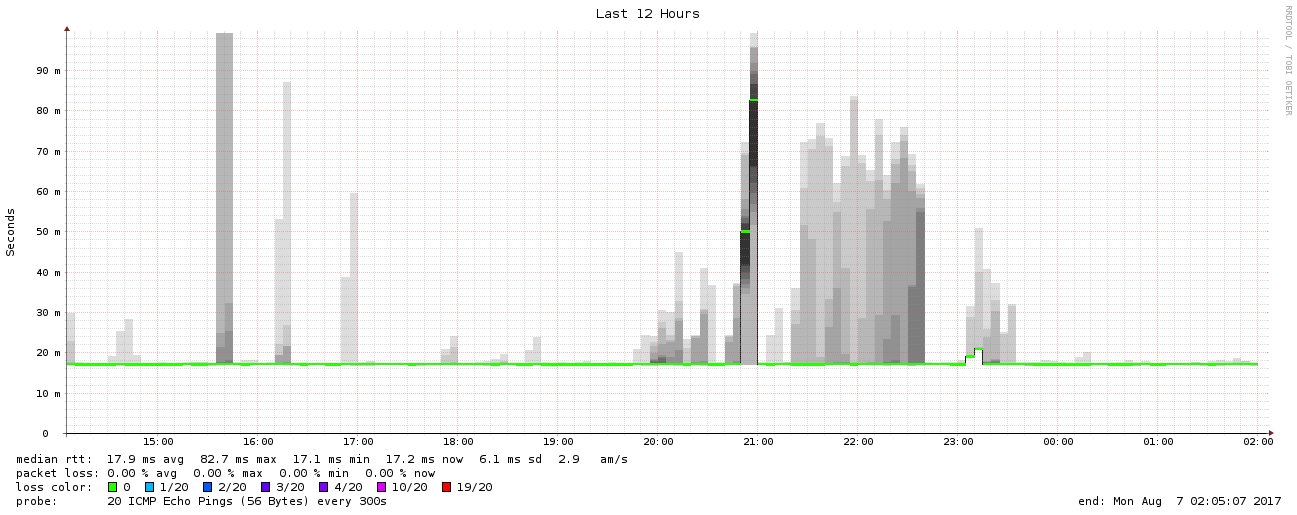 Last 12 Hours
RRDTOOL / TOBI OETIKER
Seconds
90 m
80 m
70 m
60 m
50 m
40 m
30 m
20 m
10 m
0
15:00 16:00 17:00 18:00 19:00 20:00 21:00 22:00 23:00 00:00 01:00 02:00
median rtt: 17.9 ms avg 82.7 ms max 17.1 ms min 17.2 ms now 6.1 ms sd 2.9 am/s
packet loss: 0.00 % avg 0.00 % max 0.00 % min 0.00 % now
loss color: 0 1/20 2/20 3/20 4/20 10/20 19/20
probe: 20 ICMP Echo Pings (56 Bytes) every 300s end: Mon Aug 7 02:05:07 2017